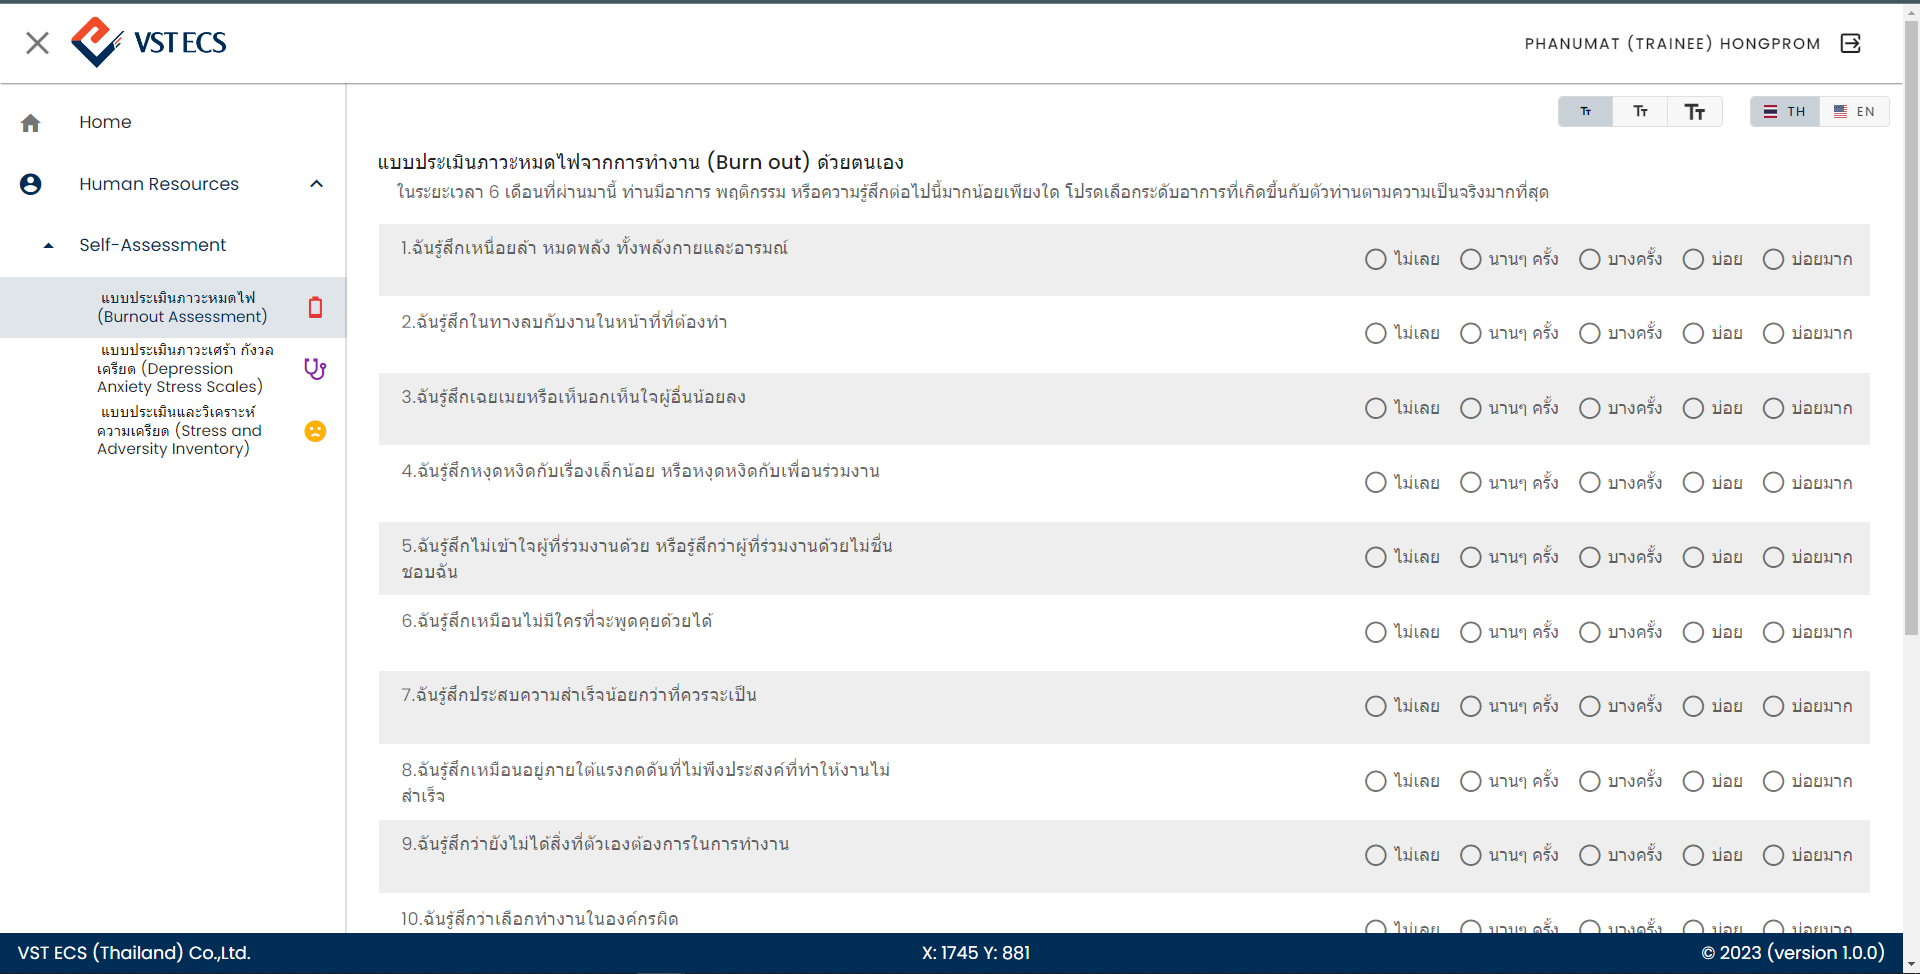 VST ECS
PHANUMAT (TRAINEE) HONGPROM
Home
Human Resources
Self-Assessment
แบบประเมินภาวะหมดไฟ
(Burnout Assessment)
แบบประเมินภาวะเศร้า กังวล
เครียด (Depression
Anxiety Stress Scales)
แบบประเมินและวิเคราะห์
ความเครียด (Stress and
Adversity Inventory)
Tт Tт Tт TH EN
แบบประเมินภาวะหมดไฟจากการทำงาน (Burn out) ด้วยตนเอง
ในระยะเวลา 6 เดือนที่ผ่านมานี้ ท่านมีอาการ พฤติกรรม หรือความรู้สึกต่อไปนี้มากน้อยเพียงใด โปรดเลือกระดับอาการที่เกิดขึ้นกับตัวท่านตามความเป็นจริงมากที่สุด
1.ฉันรู้สึกเหนื่อยล้า หมดพลัง ทั้งพลังกายและอารมณ์
ไม่เลย นานๆ ครั้ง บางครั้ง บ่อย บ่อยมาก
2.ฉันรู้สึกในทางลบกับงานในหน้าที่ที่ต้องทำ
ไม่เลย นานๆ ครั้ง บางครั้ง บ่อย บ่อยมาก
3.ฉันรู้สึกเฉยเมยหรือเห็นอกเห็นใจผู้อื่นน้อยลง
ไม่เลย นานๆ ครั้ง บางครั้ง บ่อย บ่อยมาก
4.ฉันรู้สึกหงุดหงิดกับเรื่องเล็กน้อย หรือหงุดหงิดกับเพื่อนร่วมงาน
ไม่เลย นานๆ ครั้ง บางครั้ง บ่อย บ่อยมาก
5.ฉันรู้สึกไม่เข้าใจผู้ที่ร่วมงานด้วย หรือรู้สึกว่าผู้ที่ร่วมงานด้วยไม่ชื่น
ชอบฉัน
ไม่เลย นานๆ ครั้ง บางครั้ง บ่อย บ่อยมาก
6.ฉันรู้สึกเหมือนไม่มีใครที่จะพูดคุยด้วยได้
ไม่เลย นานๆ ครั้ง บางครั้ง บ่อย บ่อยมาก
7.ฉันรู้สึกประสบความสำเร็จน้อยกว่าที่ควรจะเป็น
ไม่เลย นานๆ ครั้ง บางครั้ง บ่อย บ่อยมาก
8.ฉันรู้สึกเหมือนอยู่ภายใต้แรงกดดันที่ไม่พึงประสงค์ที่ทำให้งานไม่
สำเร็จ
ไม่เลย นานๆ ครั้ง บางครั้ง บ่อย บ่อยมาก
9.ฉันรู้สึกว่ายังไม่ได้สิ่งที่ตัวเองต้องการในการทำงาน
ไม่เลย นานๆ ครั้ง บางครั้ง บ่อย บ่อยมาก
10.ฉันรู้สึกว่าเลือกทำงานในองค์กรผิด
ไม่เลย นานๆ ครั้ง บางครั้ง บ่อย บ่อยมาก
VST ECS (Thailand) Co.,Ltd.
X: 1745 Y: 881
© 2023 (version 1.0.0)